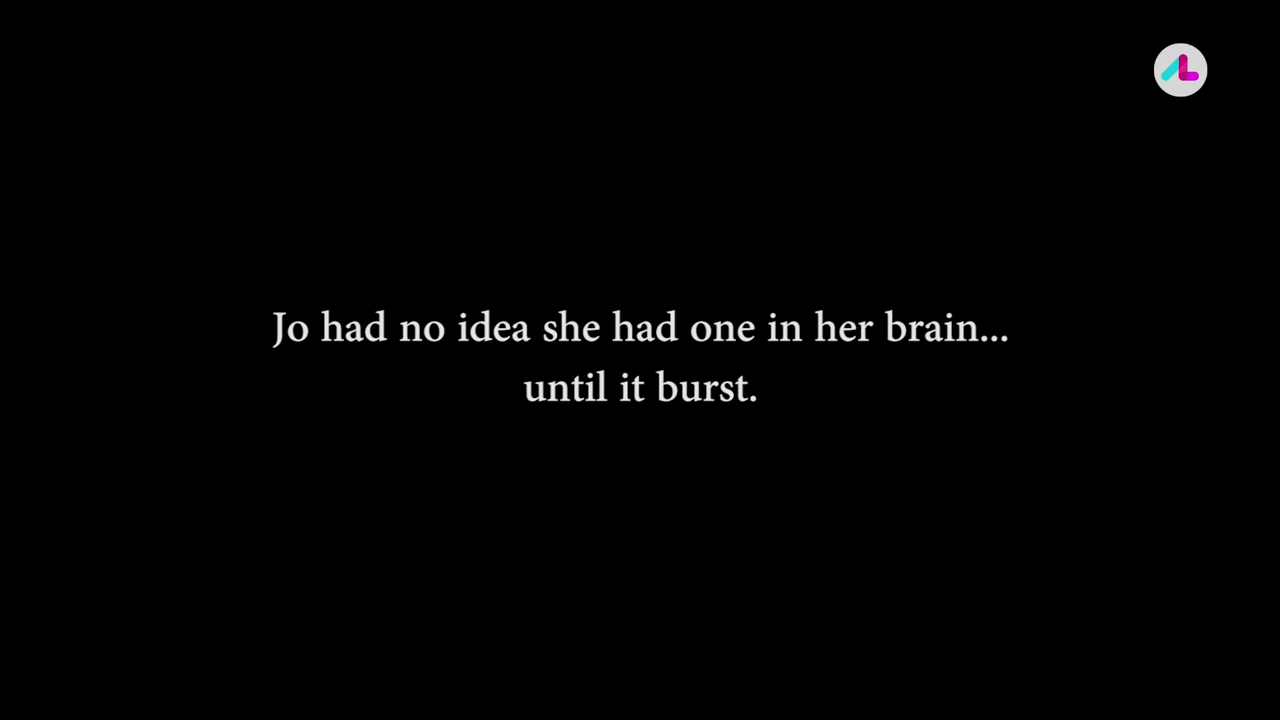 Jo had no idea she had one in her brain...
until it burst.